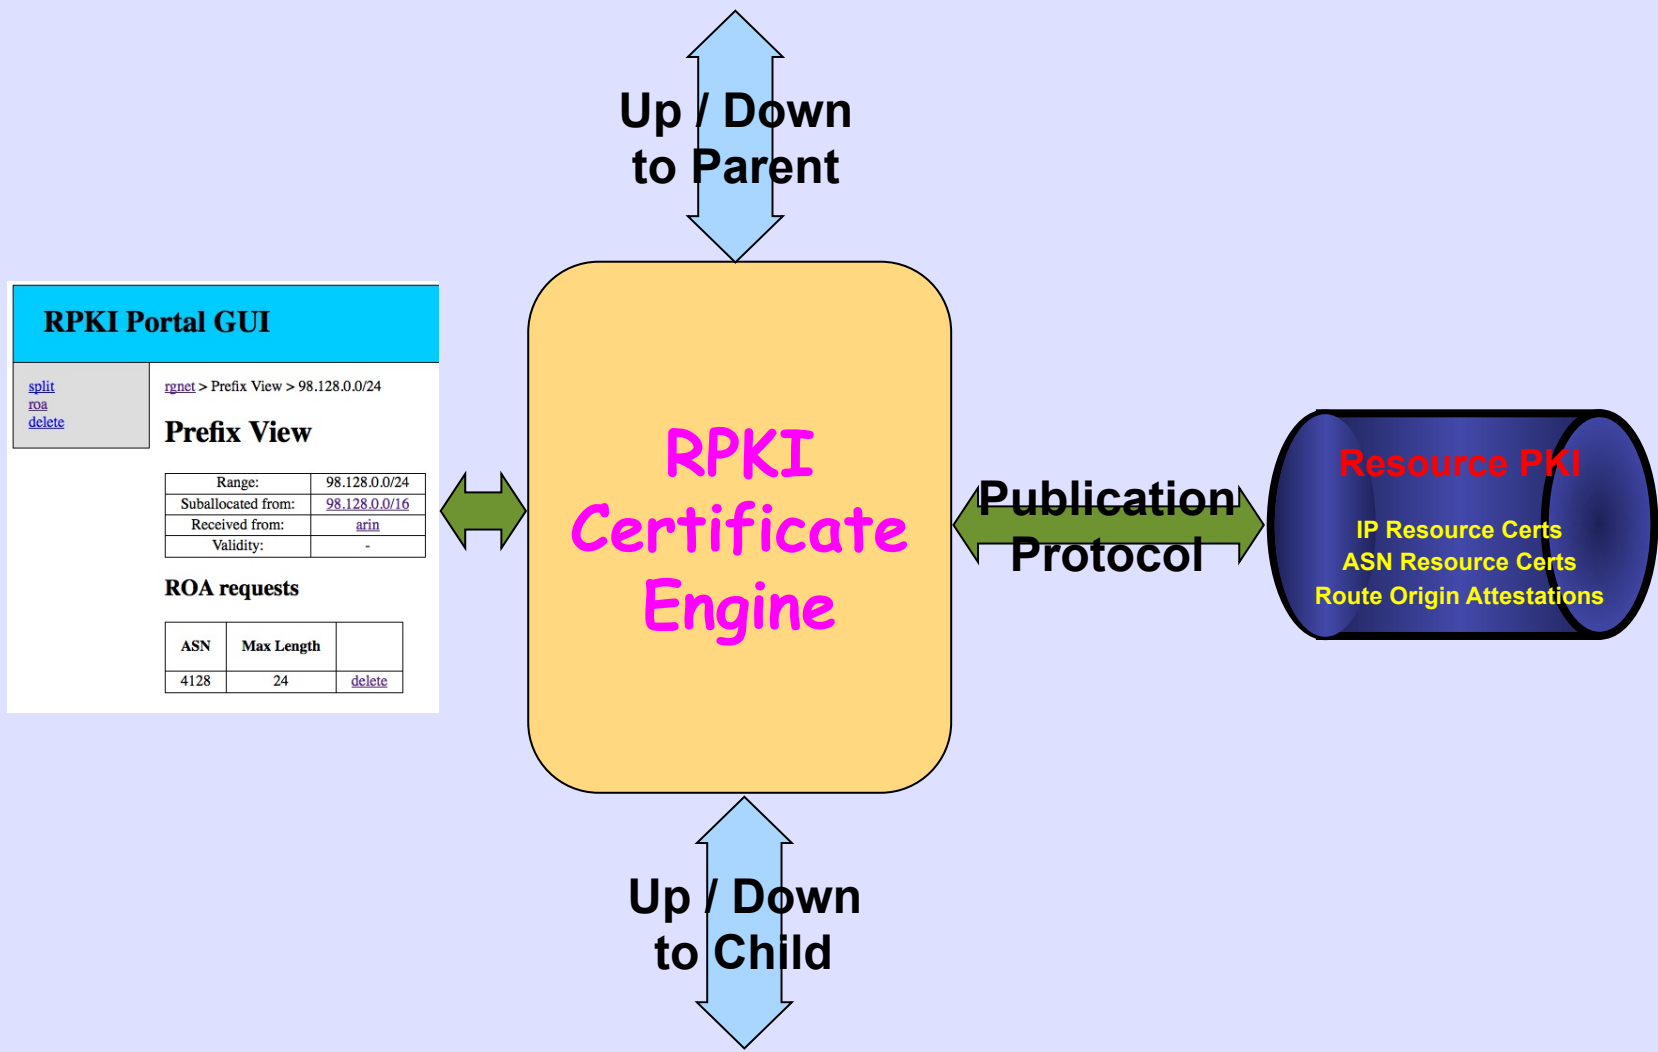 Up / Down
to Parent
RPKI Portal GUI
split
roa
delete
rgnet > Prefix View > 98.128.0.0/24
Prefix View
Range: 98.128.0.0/24
Suballocated from: 98.128.0.0/16
Received from: arin
Validity: -
ROA requests
ASN Max Length
4128 24 delete
RPKI
Certificate
Engine
Publication
Protocol
Resource PKI
IP Resource Certs
ASN Resource Certs
Route Origin Attestations
Up / Down
to Child